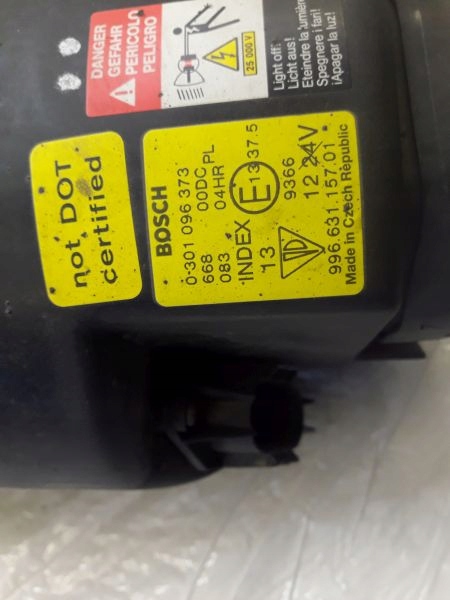 not DOT
certified
BOSCH
0 301 096 373
668 00DC PL
083 04HR
INDEX E1 37.5
13 9366
12 24V
996.631.157.01
Made in Czech Republic
DANGER
GEFAHR
PERICOLO
PELIGRO
25 000 V
Light off!
Licht aus!
Eteindre la lumière
Spegnere i fari!
¡Apagar la luz!